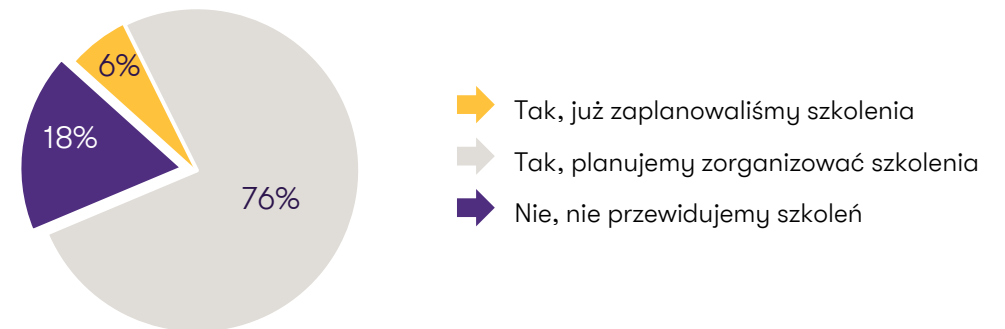 6%
18%
76%
Tak, już zaplanowaliśmy szkolenia
Tak, planujemy zorganizować szkolenia
Nie, nie przewidujemy szkoleń